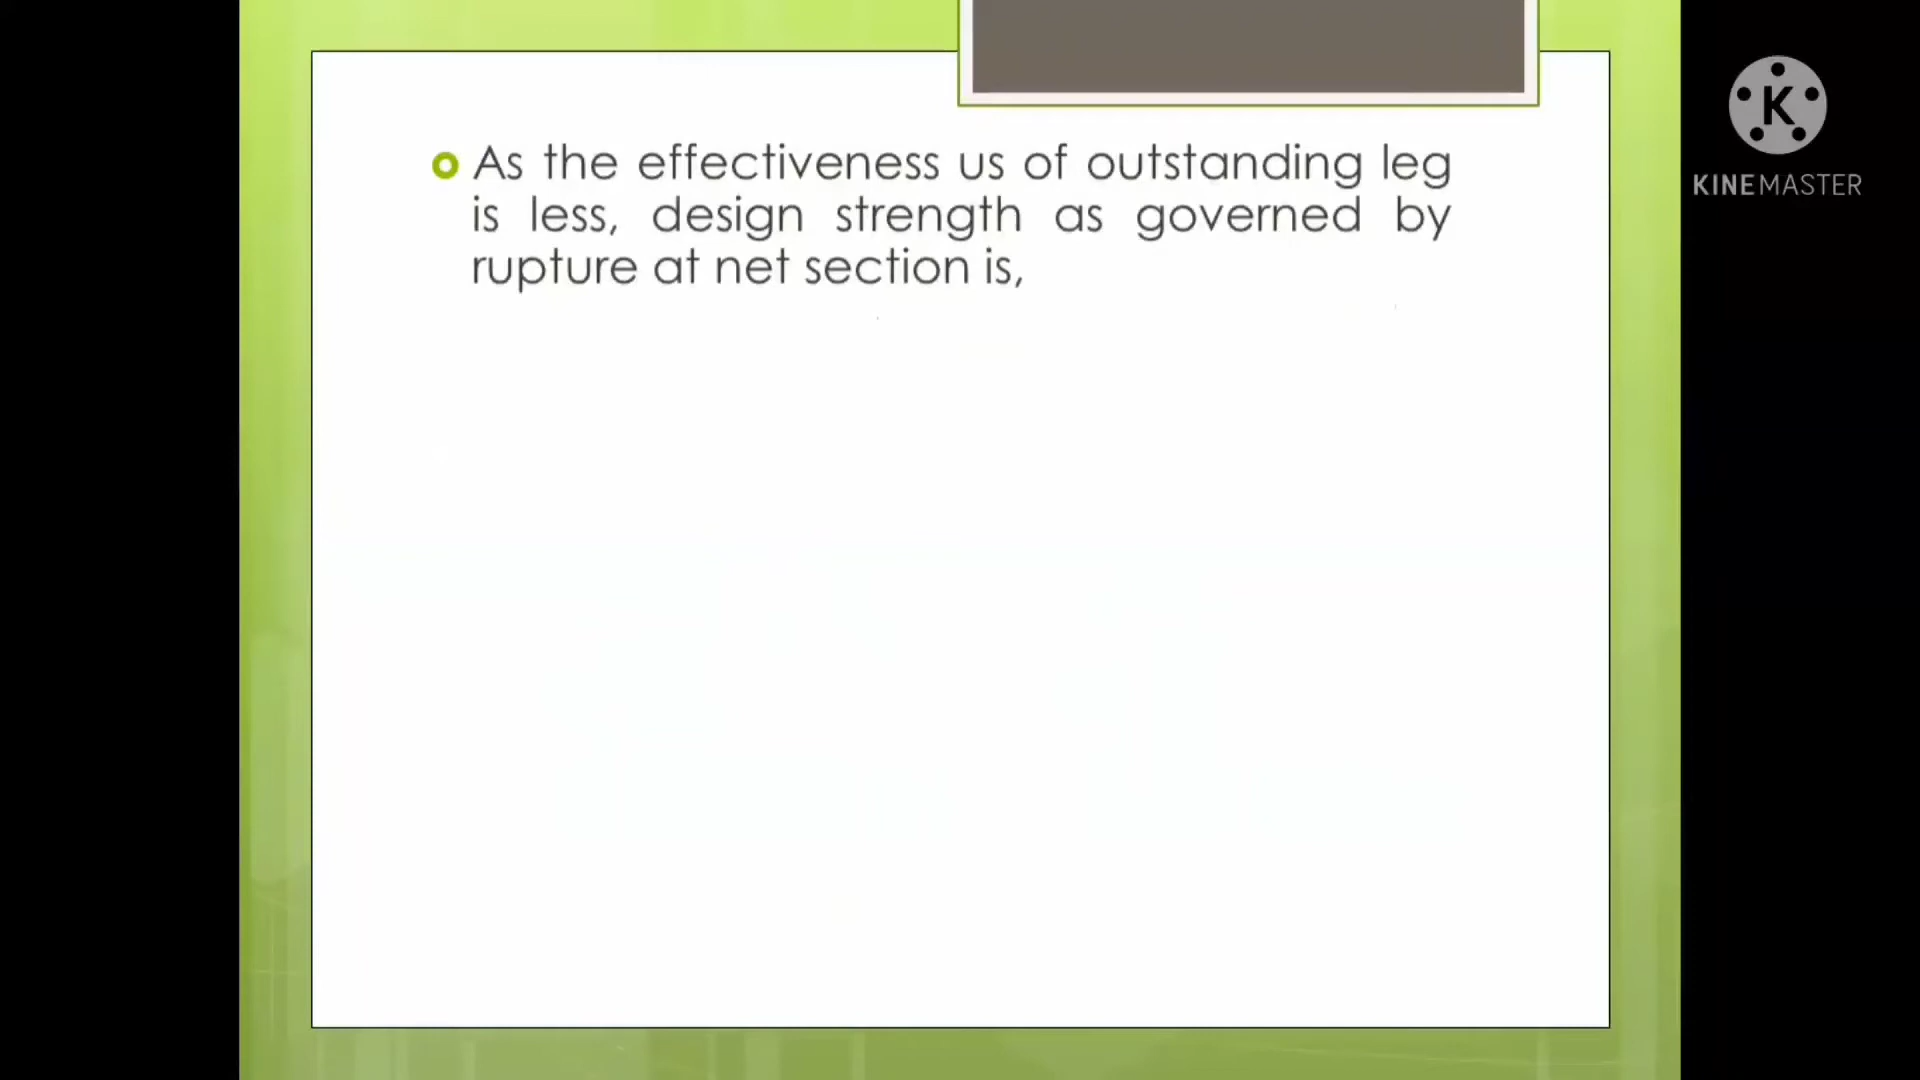 As the effectiveness us of outstanding leg
is less, design strength as governed by
rupture at net section is,
K
KINEMASTER